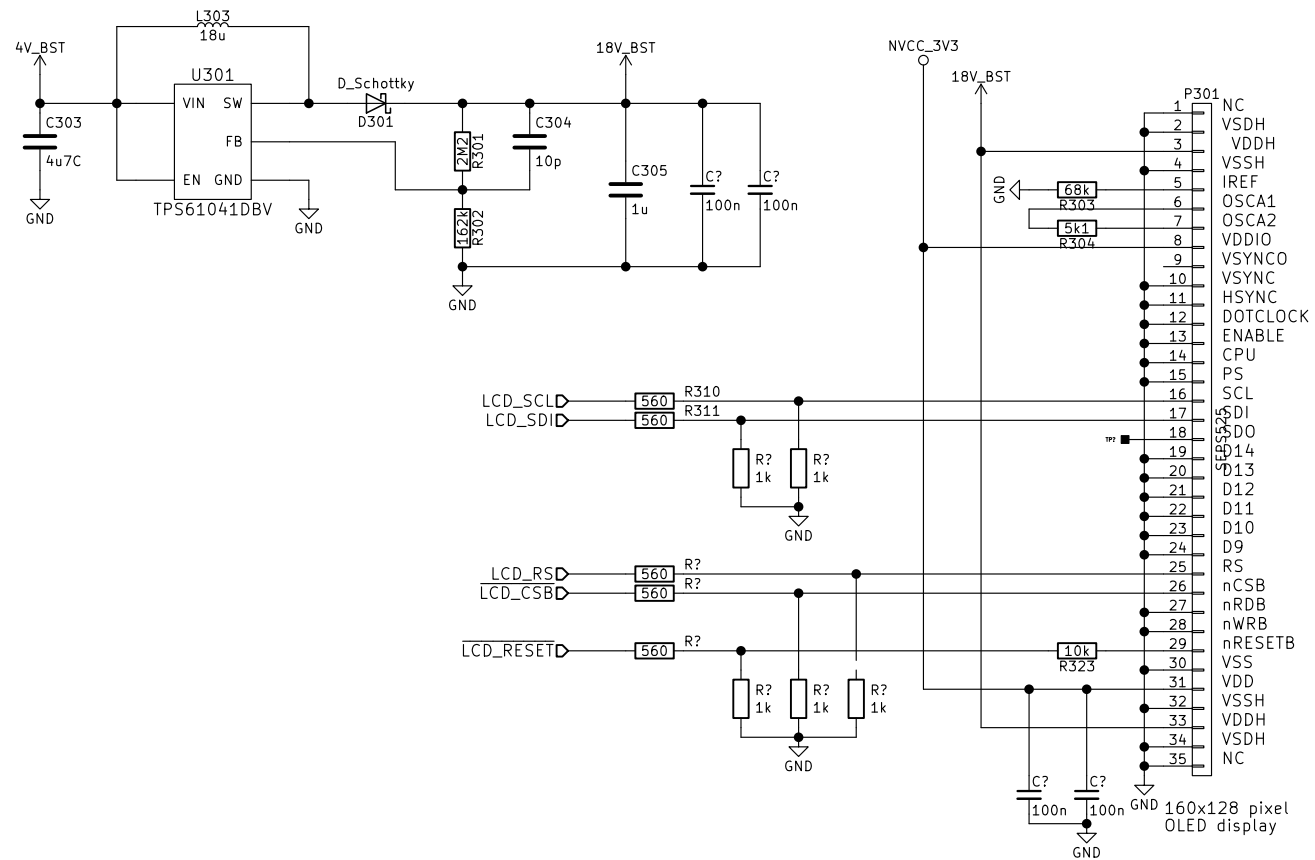 L303
18u
4V_BST
U301
VIN SW
FB
EN GND
TPS61041DBV
C303
4u7C
GND
GND
D_Schottky
D301
2M2
R301
162k
R302
C304
10p
18V_BST
C305
1u
C?
100n
C?
100n
GND
NVCC_3V3
18V_BST
P301
1 NC
2 VSDH
3 VDDH
4 VSSH
5 IREF
6 OSCA1
7 OSCA2
8 VDDIO
9 VSYNCO
10 VSYNC
11 HSYNC
12 DOTCLOCK
13 ENABLE
14 CPU
15 PS
16 SCL
17 SDI
18 SDO
19 D14
20 D13
21 D12
22 D11
23 D10
24 D9
25 RS
26 nCSB
27 nRDB
28 nWRB
29 nRESETB
30 VSS
31 VDD
32 VSSH
33 VDDH
34 VSDH
35 NC
SEPS525
GND
68k
R303
5k1
R304
LCD_SCL 560 R310
LCD_SDI 560 R311
R?
1k
R?
1k
GND
TP?
LCD_RS 560 R?
LCD_CSB 560 R?
LCD_RESET 560 R?
10k
R323
R?
1k
R?
1k
R?
1k
GND
C?
100n
C?
100n
GND
GND
160x128 pixel
OLED display